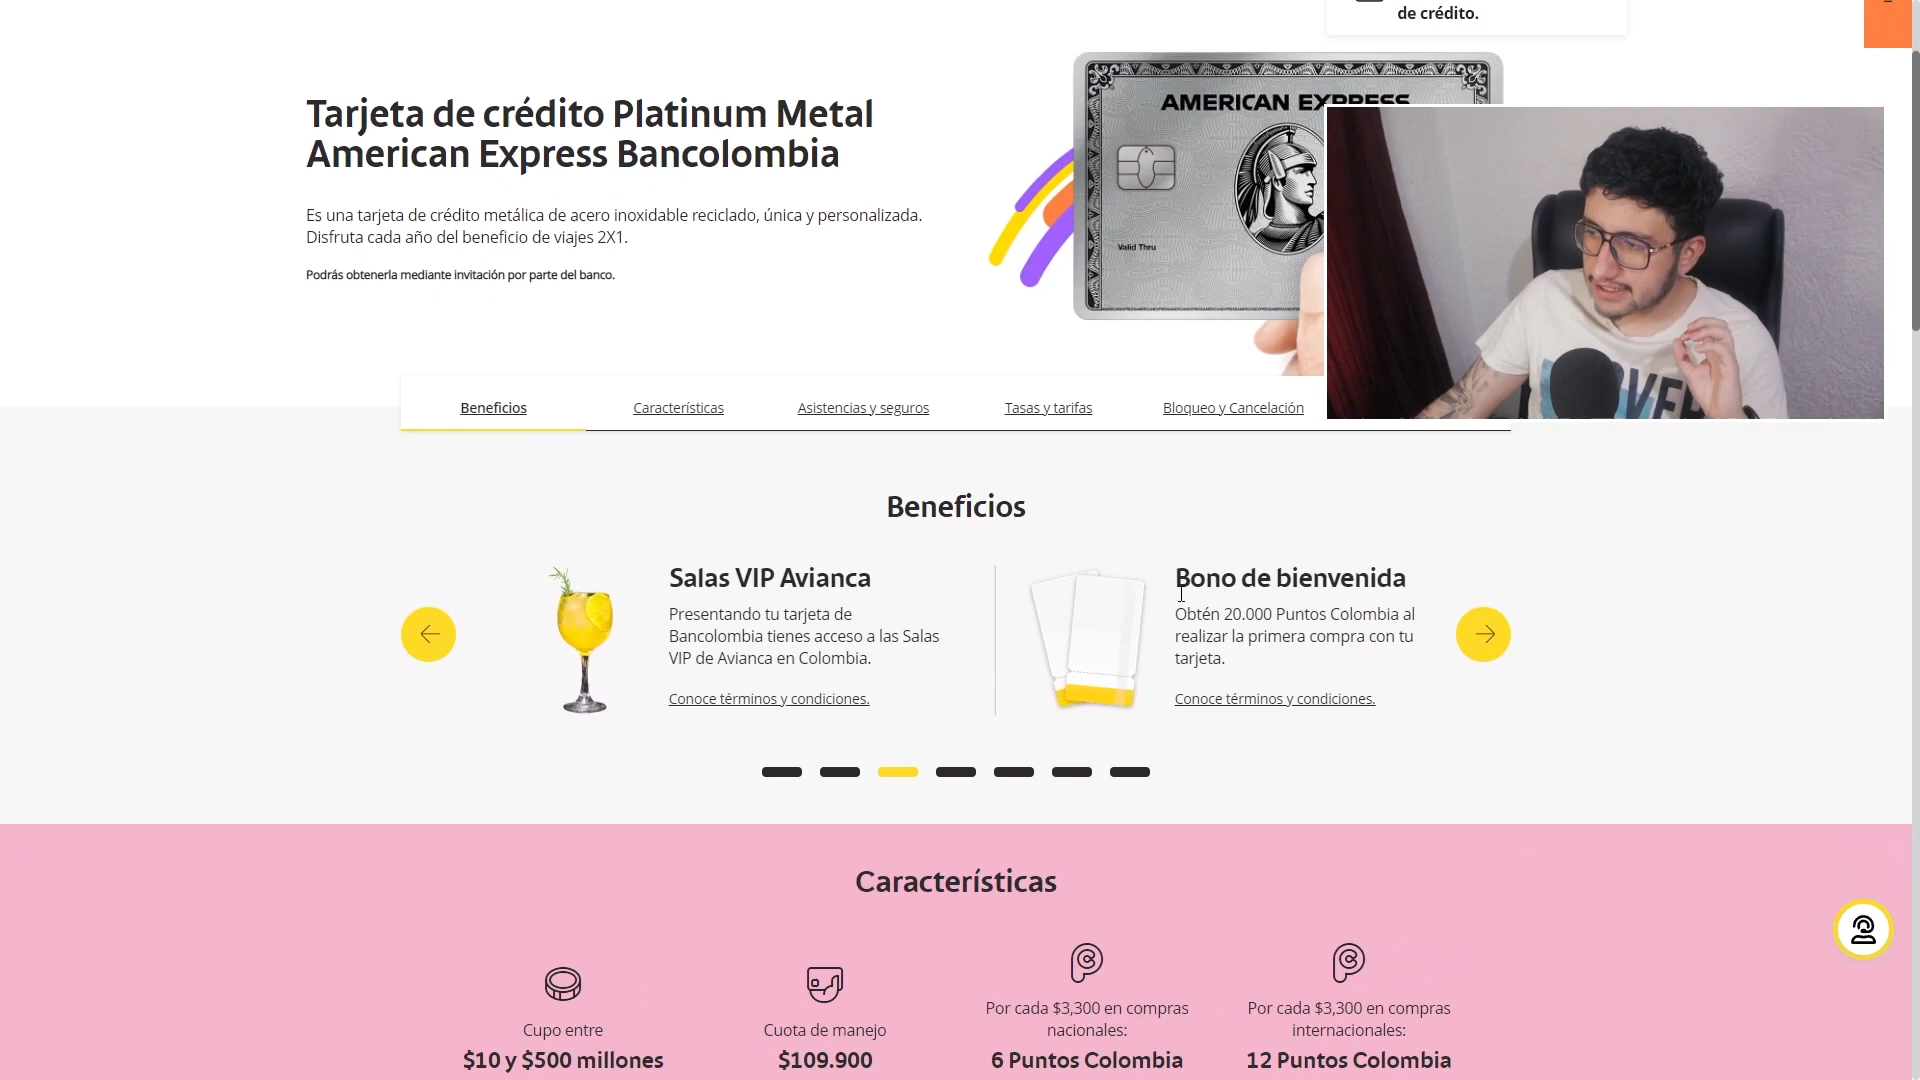 de crédito.
Tarjeta de crédito Platinum Metal
American Express Bancolombia
Es una tarjeta de crédito metálica de acero inoxidable reciclado, única y personalizada.
Disfruta cada año del beneficio de viajes 2X1.
Podrás obtenerla mediante invitación por parte del banco.
AMERICAN EXPRESS
Valid Thru
Beneficios
Características
Asistencias y seguros
Tasas y tarifas
Bloqueo y Cancelación
Beneficios
Salas VIP Avianca
Presentando tu tarjeta de
Bancolombia tienes acceso a las Salas
VIP de Avianca en Colombia.
Conoce términos y condiciones.
Bono de bienvenida
Obtén 20.000 Puntos Colombia al
realizar la primera compra con tu
tarjeta.
Conoce términos y condiciones.
Características
Cupo entre
$10 y $500 millones
Cuota de manejo
$109.900
Por cada $3,300 en compras
nacionales:
6 Puntos Colombia
Por cada $3,300 en compras
internacionales:
12 Puntos Colombia